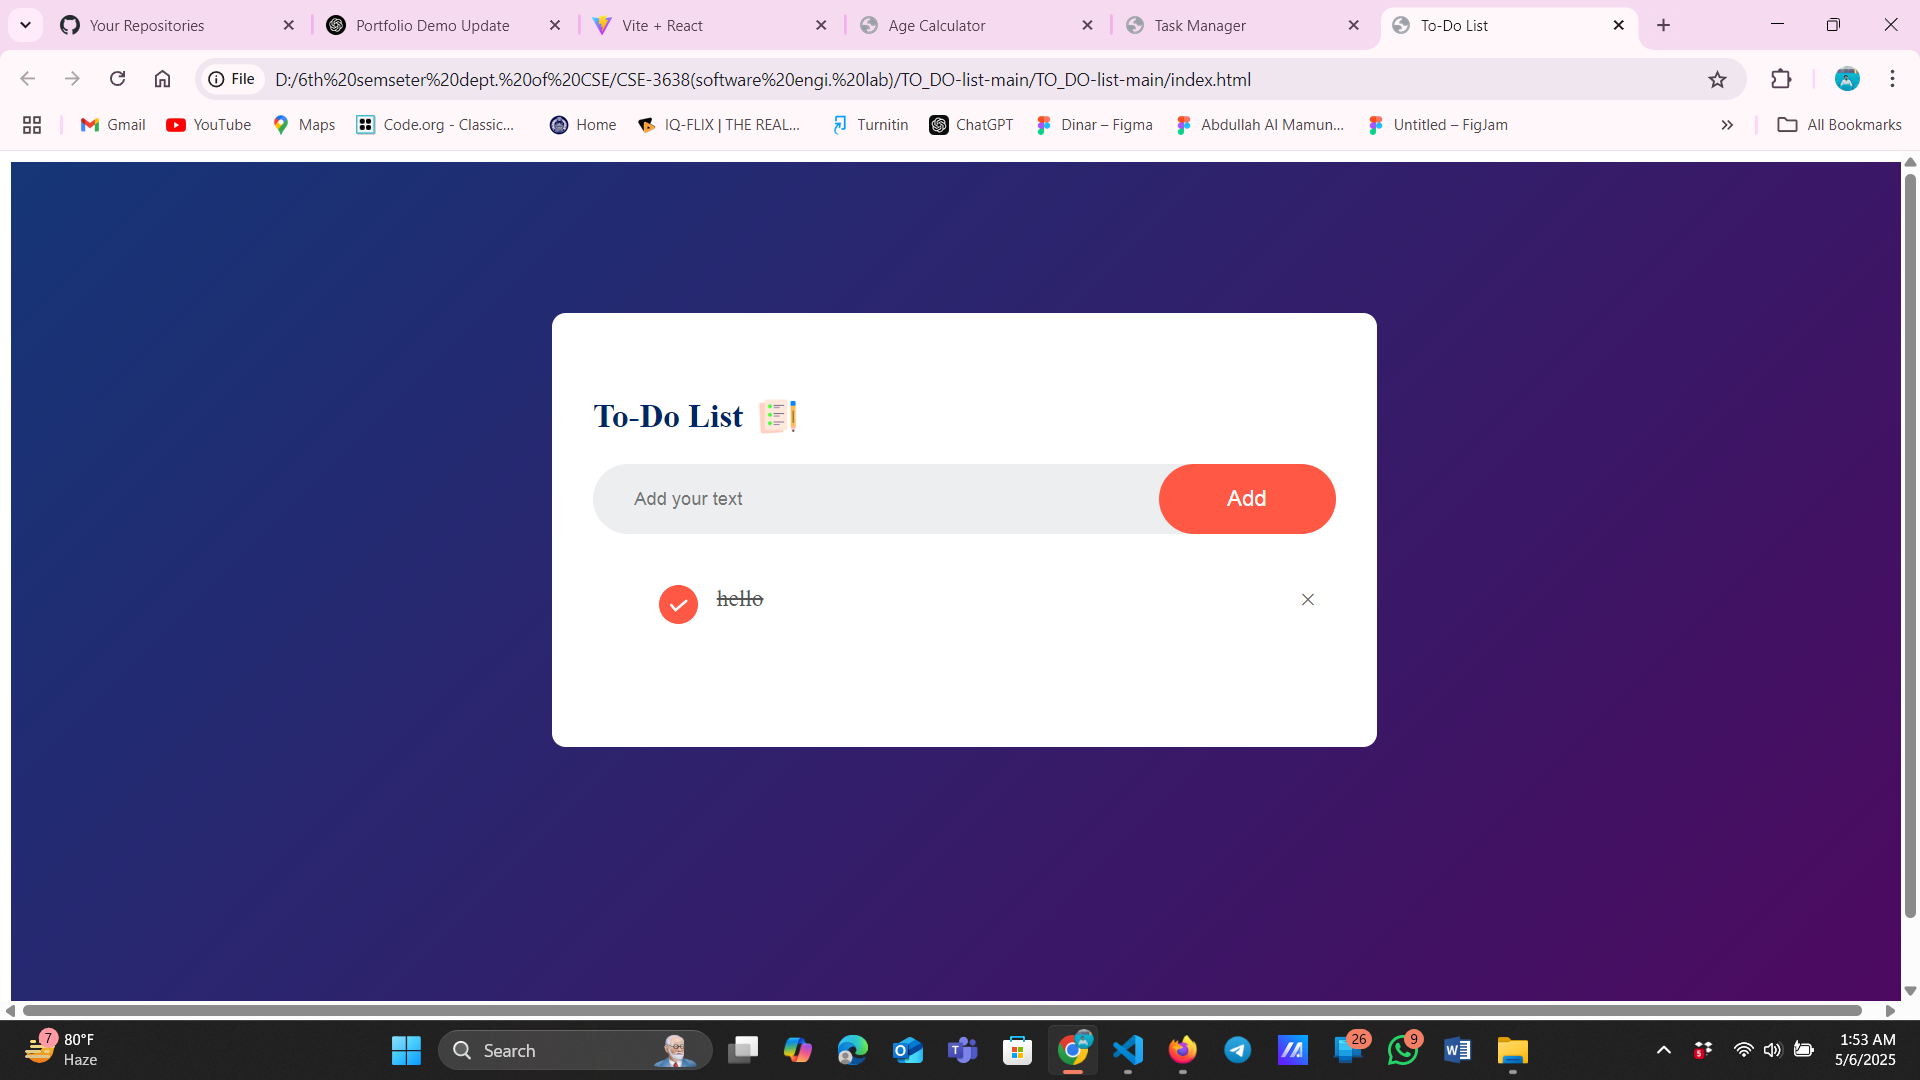 Your Repositories
Portfolio Demo Update
Vite + React
Age Calculator
Task Manager
To-Do List
File
D:/6th%20semseter%20dept.%20of%20CSE/CSE-3638(software%20engi.%20lab)/TO_DO-list-main/TO_DO-list-main/index.html
Gmail
YouTube
Maps
Code.org - Classic...
Home
IQ-FLIX | THE REAL...
Turnitin
ChatGPT
Dinar – Figma
Abdullah Al Mamun...
Untitled – FigJam
All Bookmarks
To-Do List
Add your text
Add
hello
7
80°F
Haze
Search
26
9
5
1:53 AM
5/6/2025